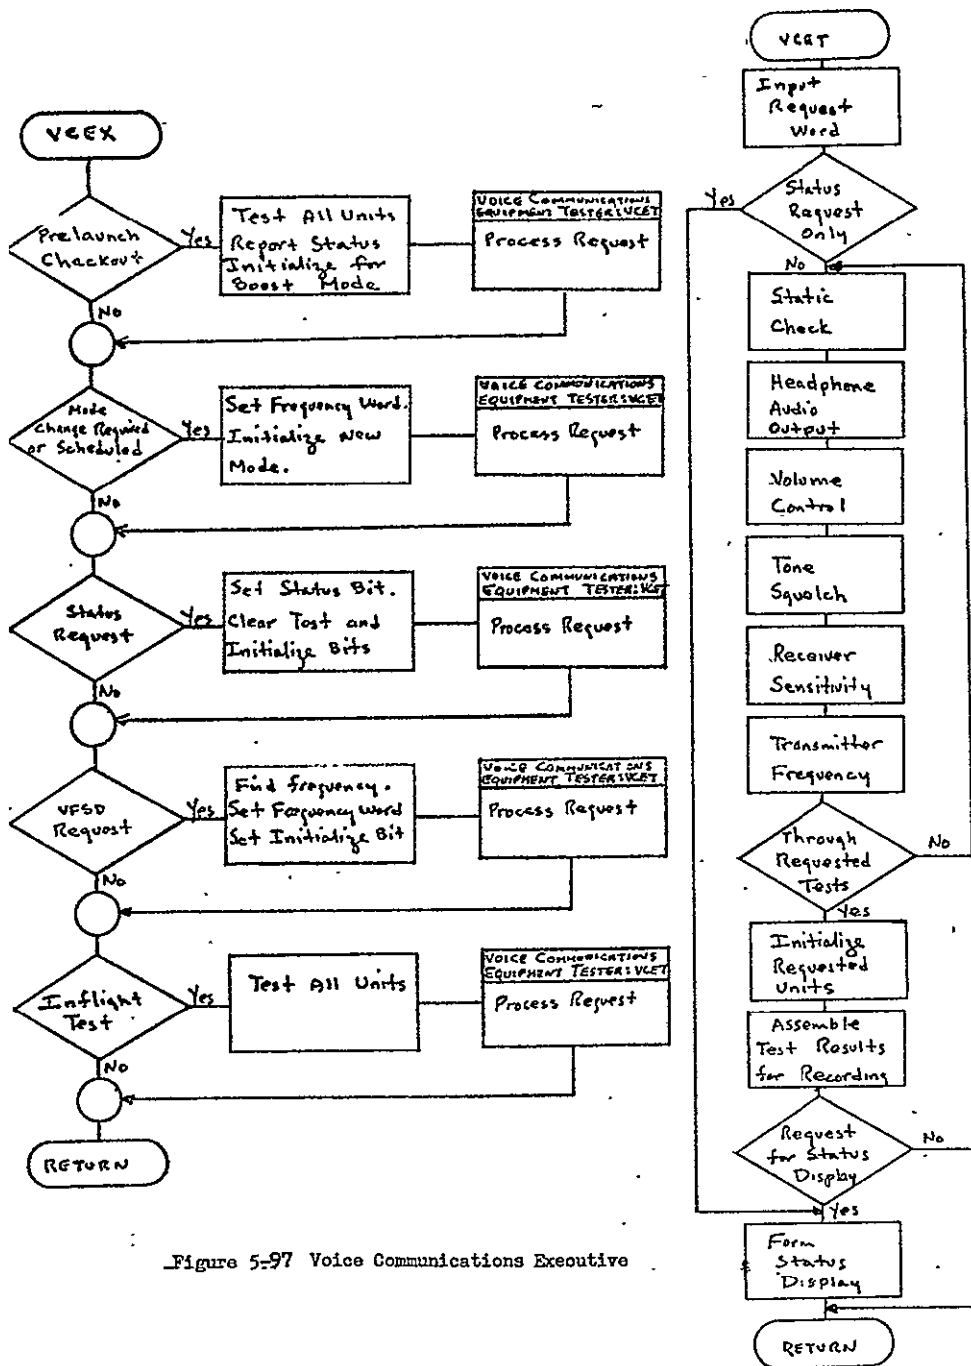 VCEX
Prelaunch
Checkout
Yes
No
Test All Units
Report Status
Initialize for
Boost Mode
VOICE COMMUNICATIONS
EQUIPMENT TESTER:VCET
Process Request
Mode
Change Required
or Scheduled
Yes
No
Set Frequency Word.
Initialize New
Mode.
VOICE COMMUNICATIONS
EQUIPMENT TESTER:VCET
Process Request
Status
Request
Yes
No
Set Status Bit.
Clear Test and
Initialize Bits
VOICE COMMUNICATIONS
EQUIPMENT TESTER:VCET
Process Request
VFSD
Request
Yes
No
Find frequency.
Set Frequency Word
Set Initialize Bit
VOICE COMMUNICATIONS
EQUIPMENT TESTER:VCET
Process Request
Inflight
Test
Yes
No
Test All Units
VOICE COMMUNICATIONS
EQUIPMENT TESTER:VCET
Process Request
RETURN
VCET
Input
Request
Word
Status
Request
Only
Yes
No
Static
Check
Headphone
Audio
Output
Volume
Control
Tone
Squelch
Receiver
Sensitivity
Transmitter
Frequency
Through
Requested
Tests
No
Yes
Initialize
Requested
Units
Assemble
Test Results
for Recording
Request
for Status
Display
No
Yes
Form
Status
Display
RETURN
Figure 5-97 Voice Communications Executive